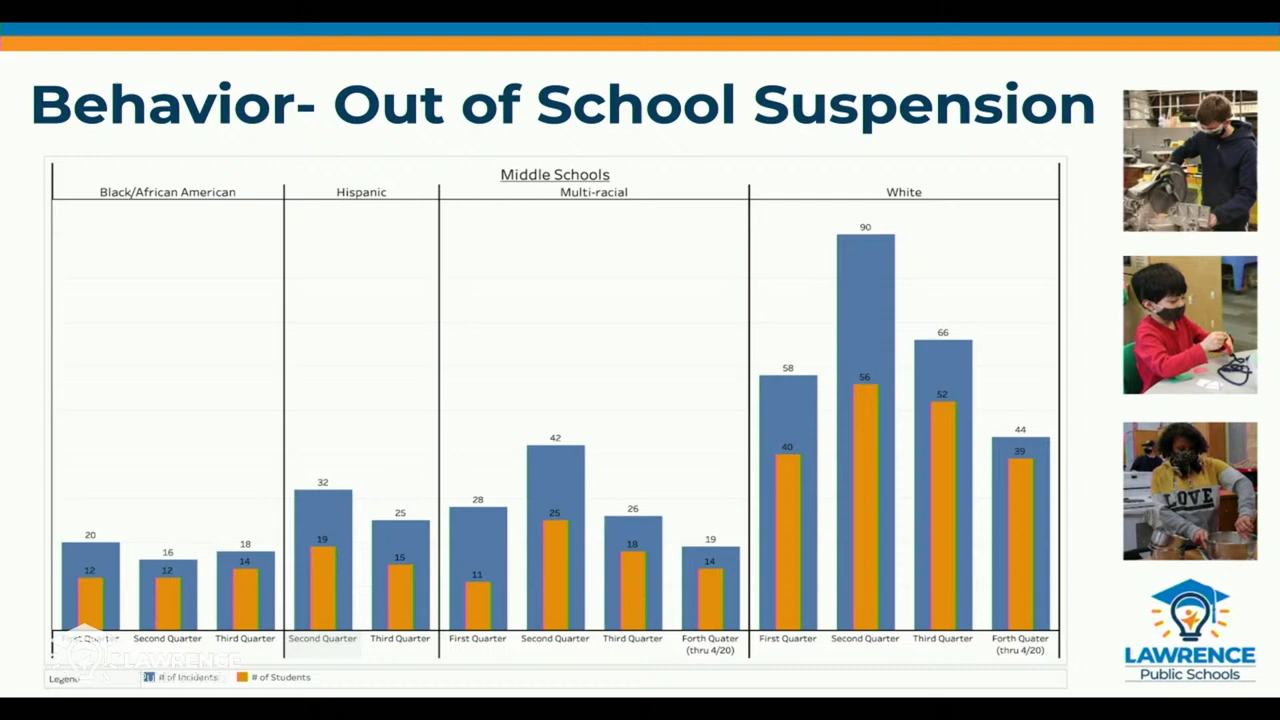 Behavior- Out of School Suspension
Middle Schools
Black/African American Hispanic Multi-racial White
90
66
58
56
52
44
42
40
39
32
28
26
25
25
20
19
19
18
18
16
15
14
14
12
12
11
First Quarter Second Quarter Third Quarter Second Quarter Third Quarter First Quarter Second Quarter Third Quarter Forth Quater First Quarter Second Quarter Third Quarter Forth Quater
(thru 4/20) (thru 4/20)
Legend # of Incidents # of Students
LAWRENCE
LOVE
LAWRENCE
Public Schools